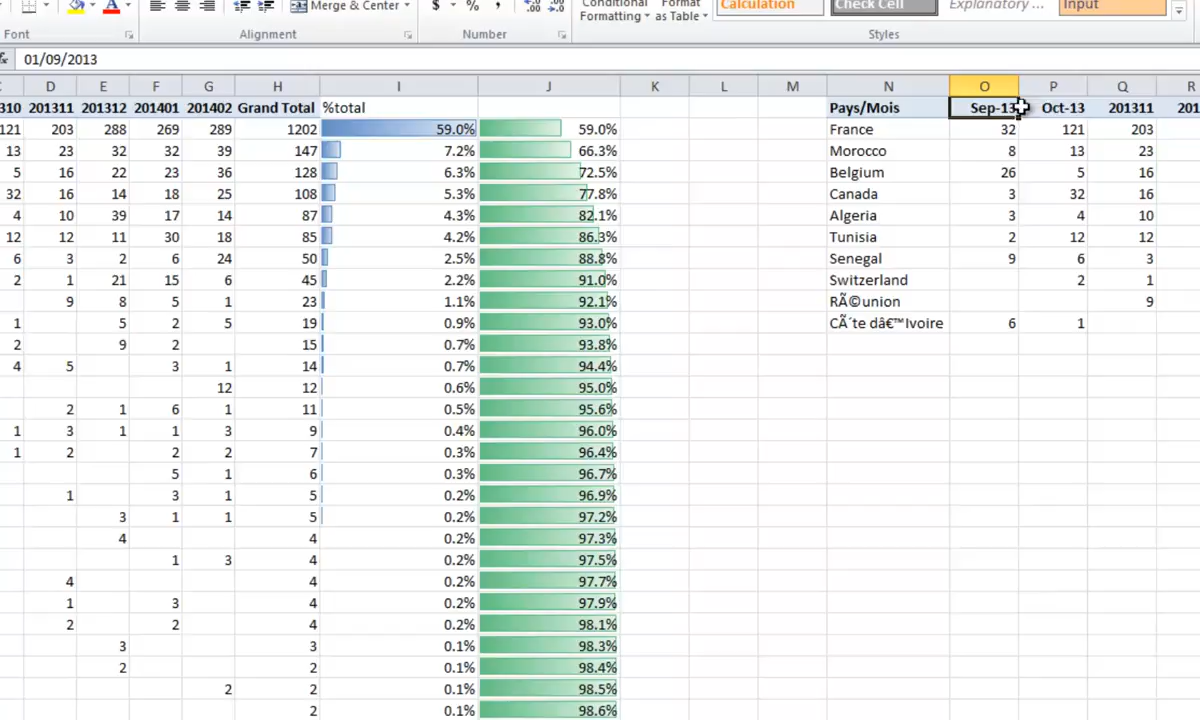 Merge & Center $ % , Conditional Format Calculation Check Cell Explanatory ... Input
Formatting as Table
Font Alignment Number Styles
fx 01/09/2013
D E F G H I J K L M N O P Q R
310 201311 201312 201401 201402 Grand Total %total Pays/Mois Sep-13 Oct-13 201311 201
121 203 288 269 289 1202 59.0% 59.0% France 32 121 203
13 23 32 32 39 147 7.2% 66.3% Morocco 8 13 23
5 16 22 23 36 128 6.3% 72.5% Belgium 26 5 16
32 16 14 18 25 108 5.3% 77.8% Canada 3 32 16
4 10 39 17 14 87 4.3% 82.1% Algeria 3 4 10
12 12 11 30 18 85 4.2% 86.3% Tunisia 2 12 12
6 3 2 6 24 50 2.5% 88.8% Senegal 9 6 3
2 1 21 15 6 45 2.2% 91.0% Switzerland 2 1
9 8 5 1 23 1.1% 92.1% RÃ©union 9
1 5 2 5 19 0.9% 93.0% CÃ´te dâ€™Ivoire 6 1
2 9 2 15 0.7% 93.8%
4 5 3 1 14 0.7% 94.4%
12 12 0.6% 95.0%
2 1 6 1 11 0.5% 95.6%
1 3 1 1 3 9 0.4% 96.0%
1 2 2 2 7 0.3% 96.4%
5 1 6 0.3% 96.7%
1 3 1 5 0.2% 96.9%
3 1 1 5 0.2% 97.2%
4 4 0.2% 97.3%
1 3 4 0.2% 97.5%
4 4 0.2% 97.7%
1 3 4 0.2% 97.9%
2 2 4 0.2% 98.1%
3 3 0.1% 98.3%
2 2 0.1% 98.4%
2 2 0.1% 98.5%
2 0.1% 98.6%